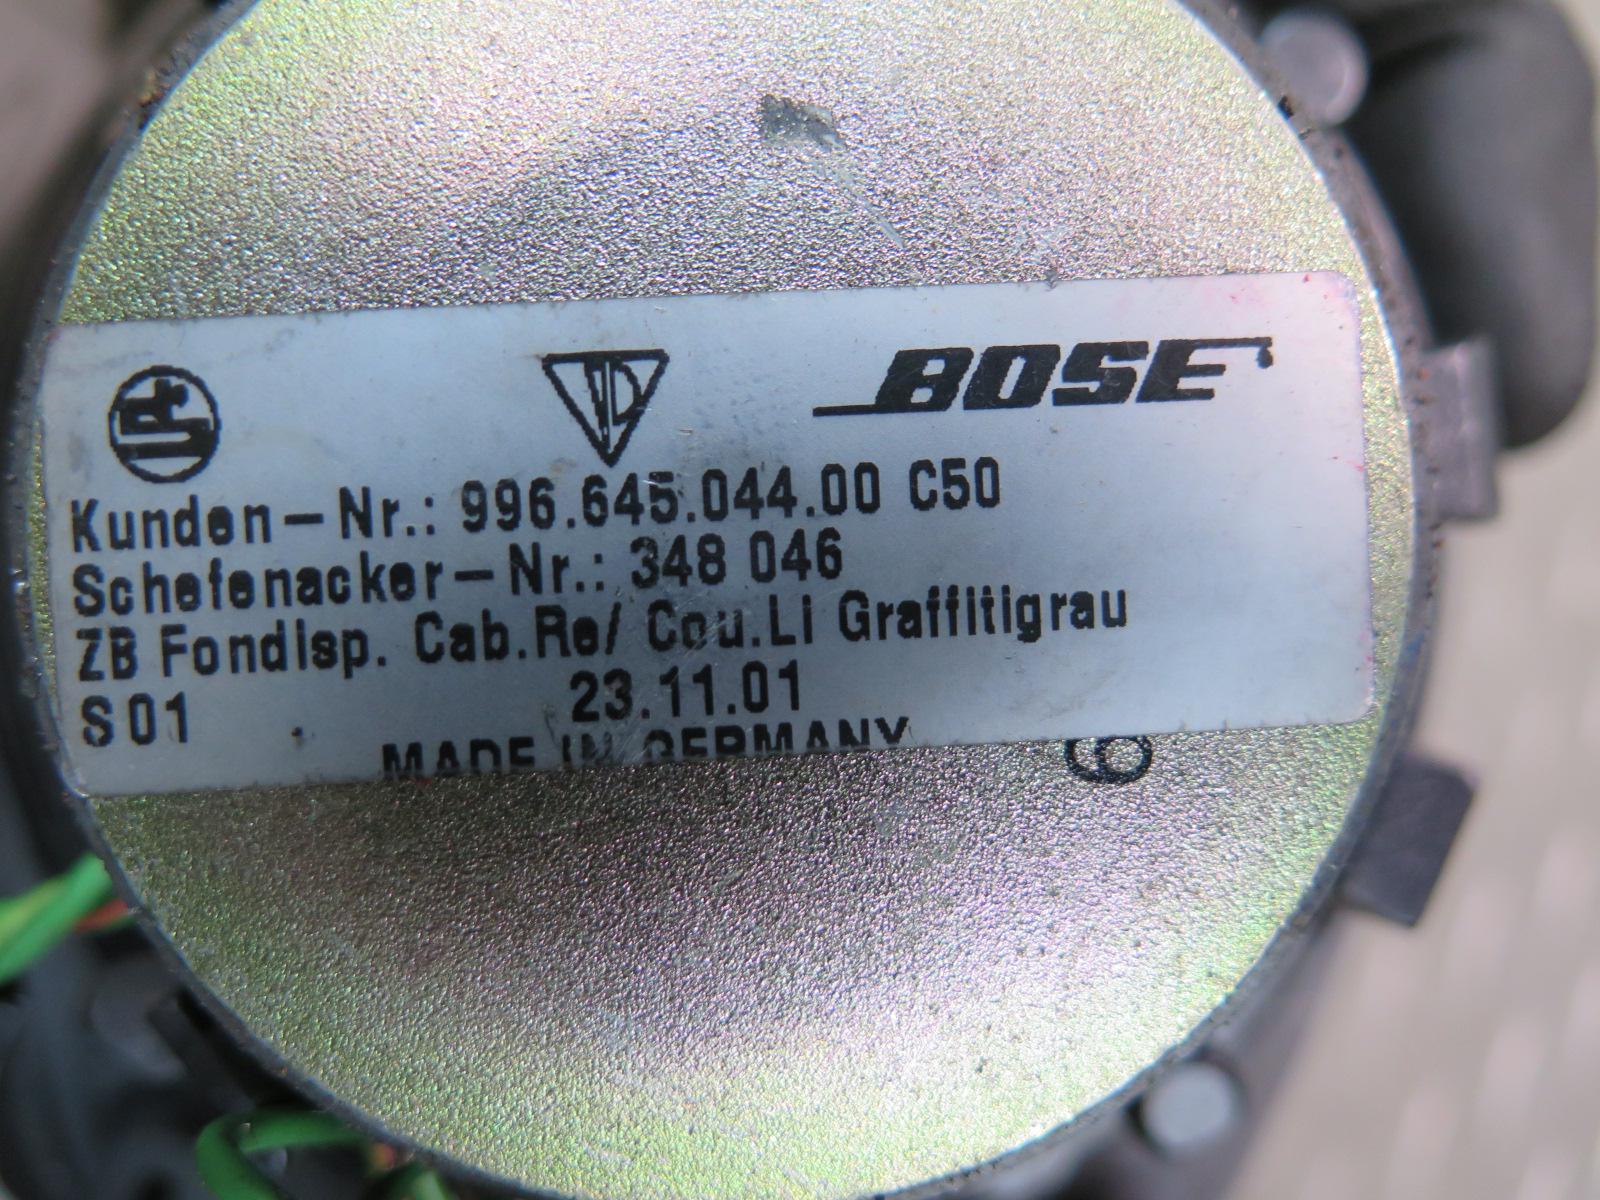 BOSE
Kunden-Nr.: 996.645.044.00 C50
Schefenacker-Nr.: 348 046
ZB Fondlsp. Cab.Re/ Cou.Li Graffitigrau
S01 23.11.01
MADE IN GERMANY
6